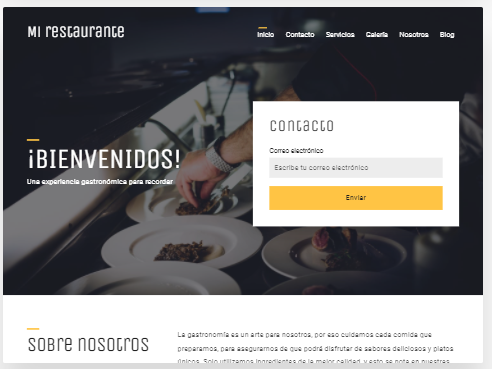 Mi restaurante
Inicio Contacto Servicios Galería Nosotros Blog
contacto
Correo electrónico
Escribe tu correo electrónico
Enviar
¡BIENVENIDOS!
Una experiencia gastronómica para recordar
sobre nosotros
La gastronomía es un arte para nosotros, por eso cuidamos cada comida que
preparamos, para asegurarnos de que podrá disfrutar de sabores deliciosos y platos
únicos. Solo utilizamos ingredientes de la mejor calidad, y esto se nota en nuestras